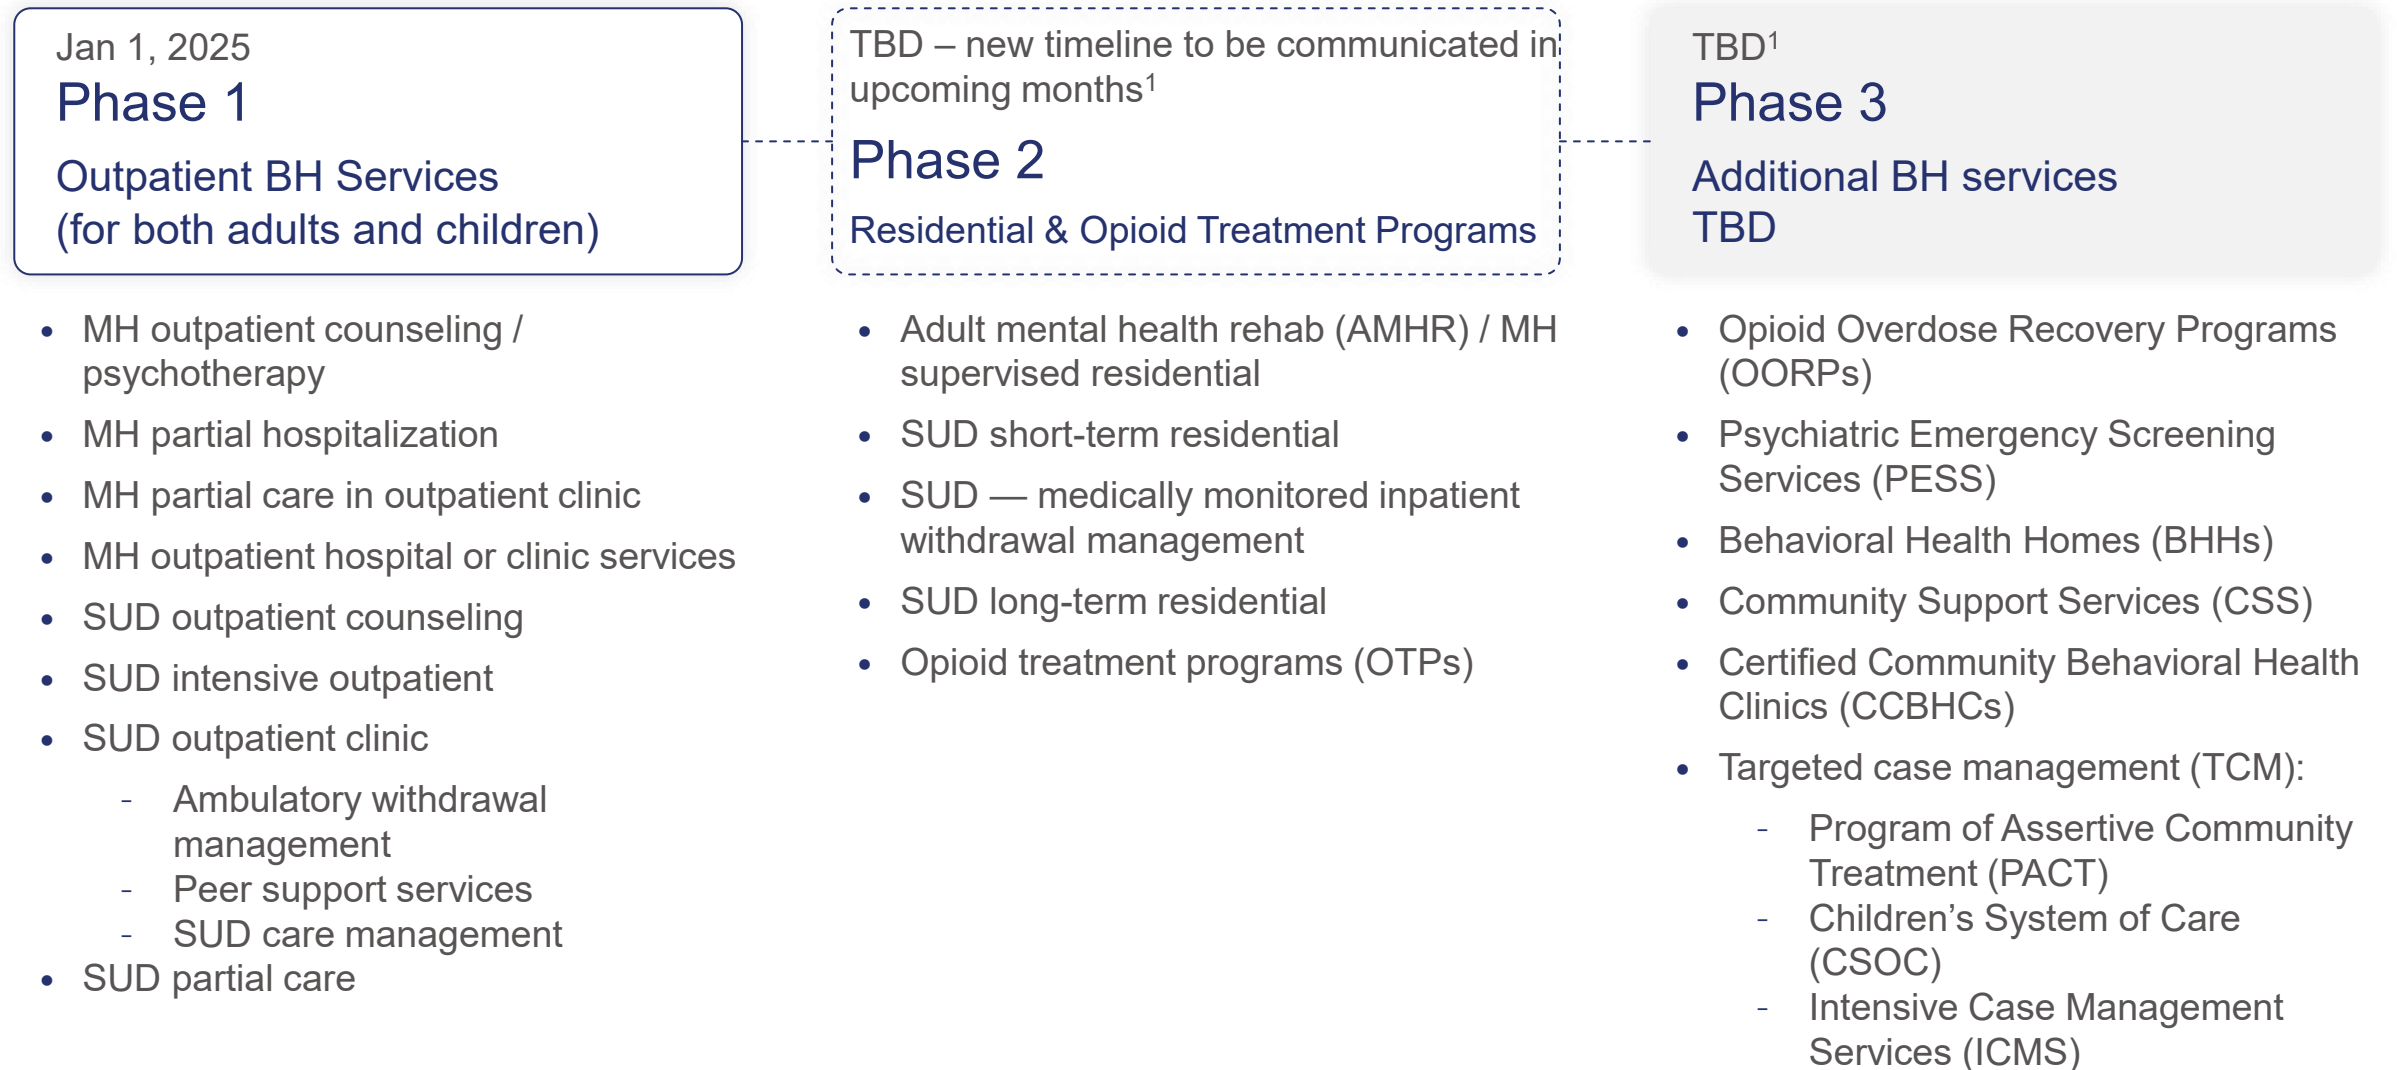 Jan 1, 2025
Phase 1
Outpatient BH Services
(for both adults and children)
• MH outpatient counseling /
psychotherapy
• MH partial hospitalization
• MH partial care in outpatient clinic
• MH outpatient hospital or clinic services
• SUD outpatient counseling
• SUD intensive outpatient
• SUD outpatient clinic
- Ambulatory withdrawal
management
- Peer support services
- SUD care management
• SUD partial care
TBD – new timeline to be communicated in
upcoming months¹
Phase 2
Residential & Opioid Treatment Programs
• Adult mental health rehab (AMHR) / MH
supervised residential
• SUD short-term residential
• SUD — medically monitored inpatient
withdrawal management
• SUD long-term residential
• Opioid treatment programs (OTPs)
TBD¹
Phase 3
Additional BH services
TBD
• Opioid Overdose Recovery Programs
(OORPs)
• Psychiatric Emergency Screening
Services (PESS)
• Behavioral Health Homes (BHHs)
• Community Support Services (CSS)
• Certified Community Behavioral Health
Clinics (CCBHCs)
• Targeted case management (TCM):
- Program of Assertive Community
Treatment (PACT)
- Children’s System of Care
(CSOC)
- Intensive Case Management
Services (ICMS)